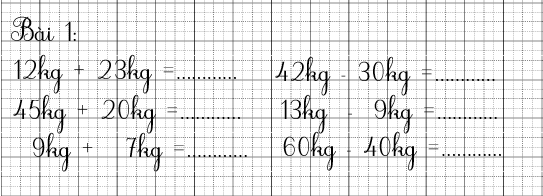 Bài 1:
12kg + 23kg =............ 42kg - 30kg =............
45kg + 20kg =............ 13kg - 9kg =............
9kg + 7kg =............ 60kg - 40kg =............